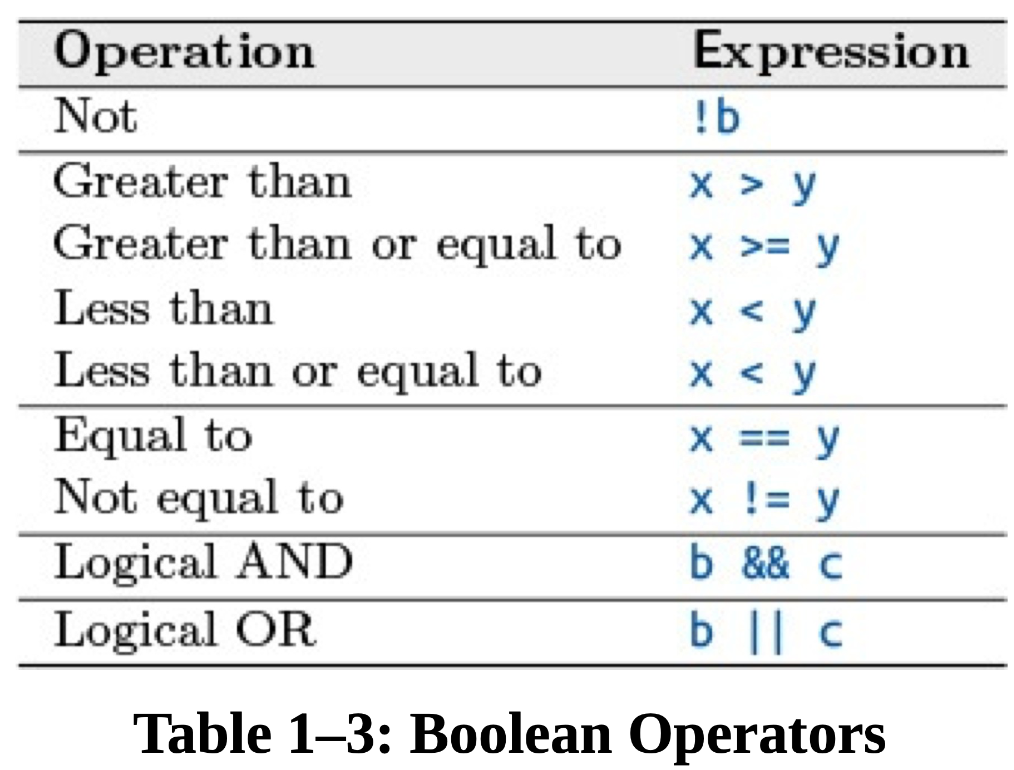 Operation Expression
Not !b
Greater than x > y
Greater than or equal to x >= y
Less than x < y
Less than or equal to x < y
Equal to x == y
Not equal to x != y
Logical AND b && c
Logical OR b || c
Table 1–3: Boolean Operators